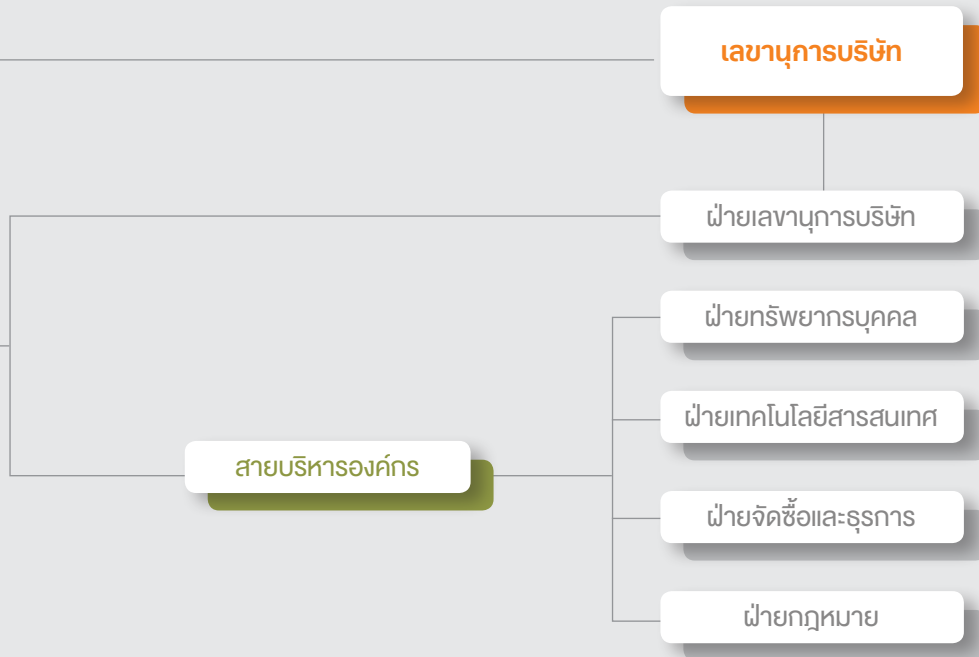 เลขานุการบริษัท
ฝ่ายเลขานุการบริษัท
ฝ่ายทรัพยากรบุคคล
ฝ่ายเทคโนโลยีสารสนเทศ
สายบริหารองค์กร
ฝ่ายจัดซื้อและธุรการ
ฝ่ายกฎหมาย